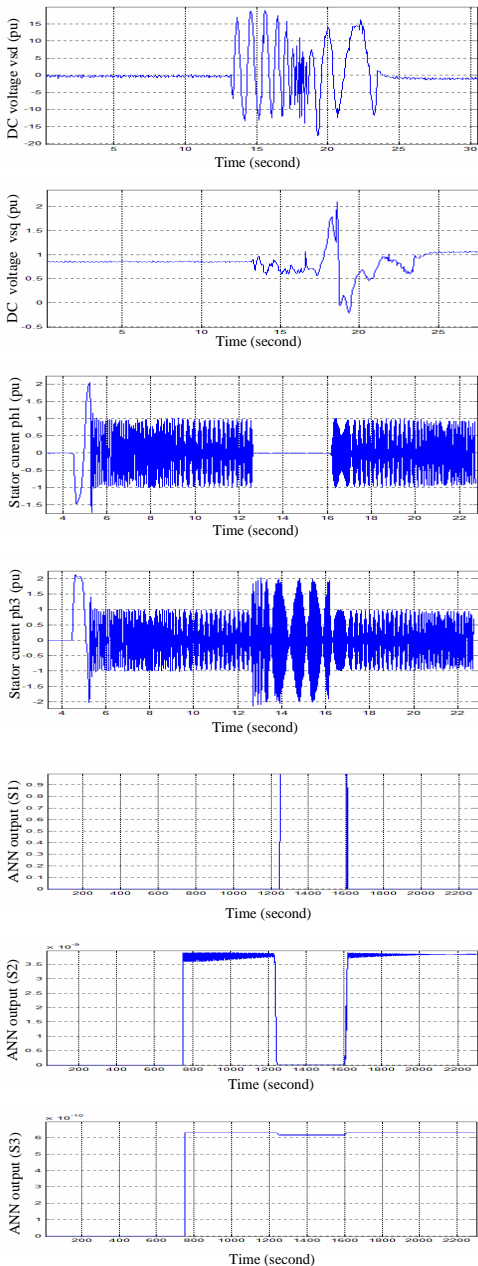 DC voltage vsd (pu)
20
15
10
5
0
-5
-10
-15
-20
5 10 15 20 25 30
Time (second)
DC voltage vsq (pu)
2
1.5
1
0.5
0
-0.5
5 10 15 20 25
Time (second)
Stator curent ph1 (pu)
2
1.5
1
0.5
0
-0.5
-1
-1.5
4 6 8 10 12 14 16 18 20 22
Time (second)
Stator curent ph3 (pu)
2
1.5
1
0.5
0
-0.5
-1
-1.5
-2
4 6 8 10 12 14 16 18 20 22
Time (second)
ANN output (S1)
0.9
0.8
0.7
0.6
0.5
0.4
0.3
0.2
0.1
0
200 400 600 800 1000 1200 1400 1600 1800 2000 2200
Time (second)
ANN output (S2)
x 10⁻⁹
3.5
3
2.5
2
1.5
1
0.5
0
200 400 600 800 1000 1200 1400 1600 1800 2000 2200
Time (second)
ANN output (S3)
x 10⁻¹⁰
6
5
4
3
2
1
0
200 400 600 800 1000 1200 1400 1600 1800 2000 2200
Time (second)